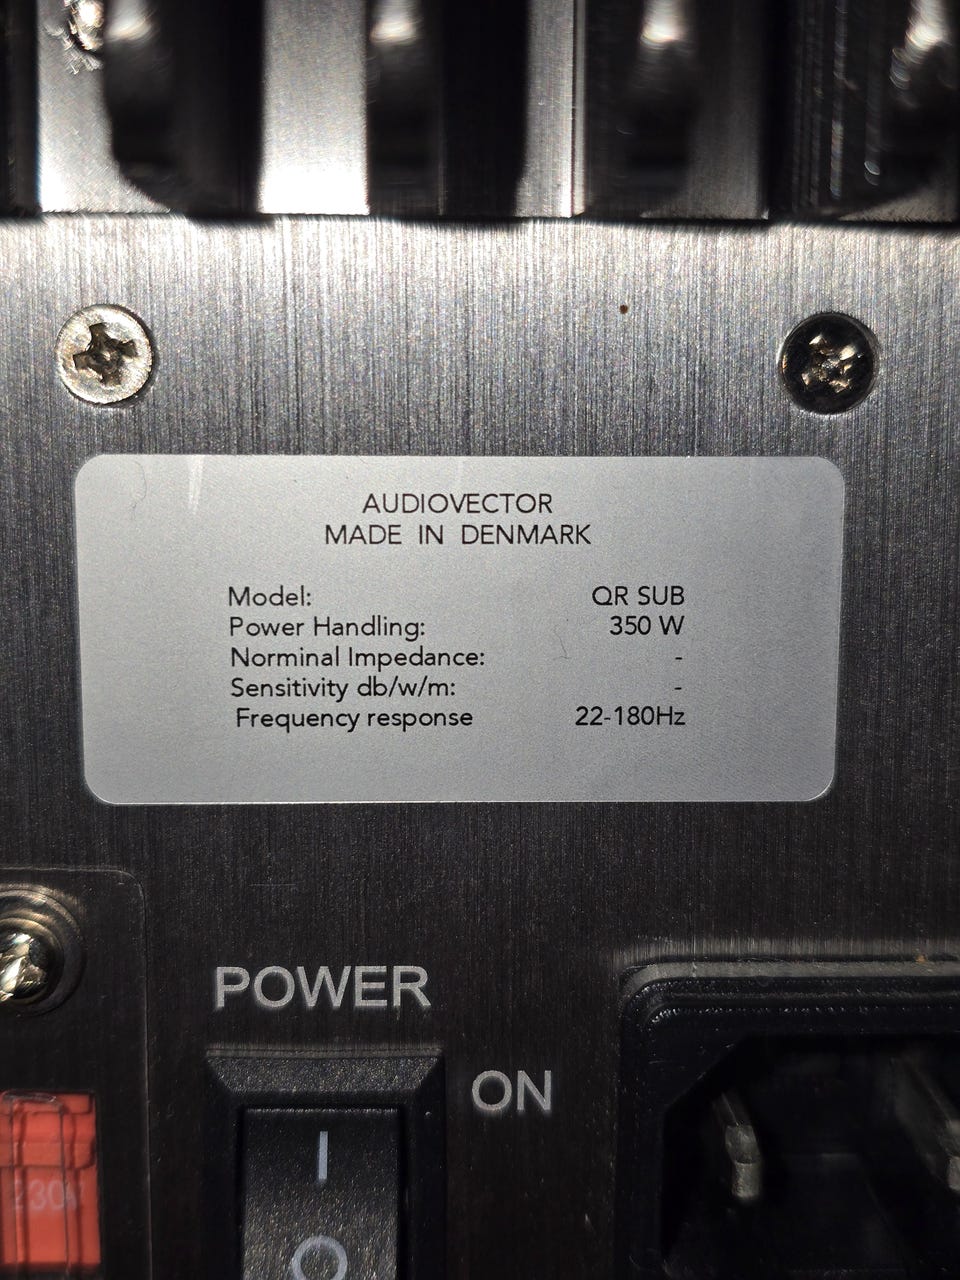 AUDIOVECTOR
MADE IN DENMARK
Model: QR SUB
Power Handling: 350 W
Norminal Impedance: -
Sensitivity db/w/m: -
Frequency response 22-180Hz
POWER
ON
230V